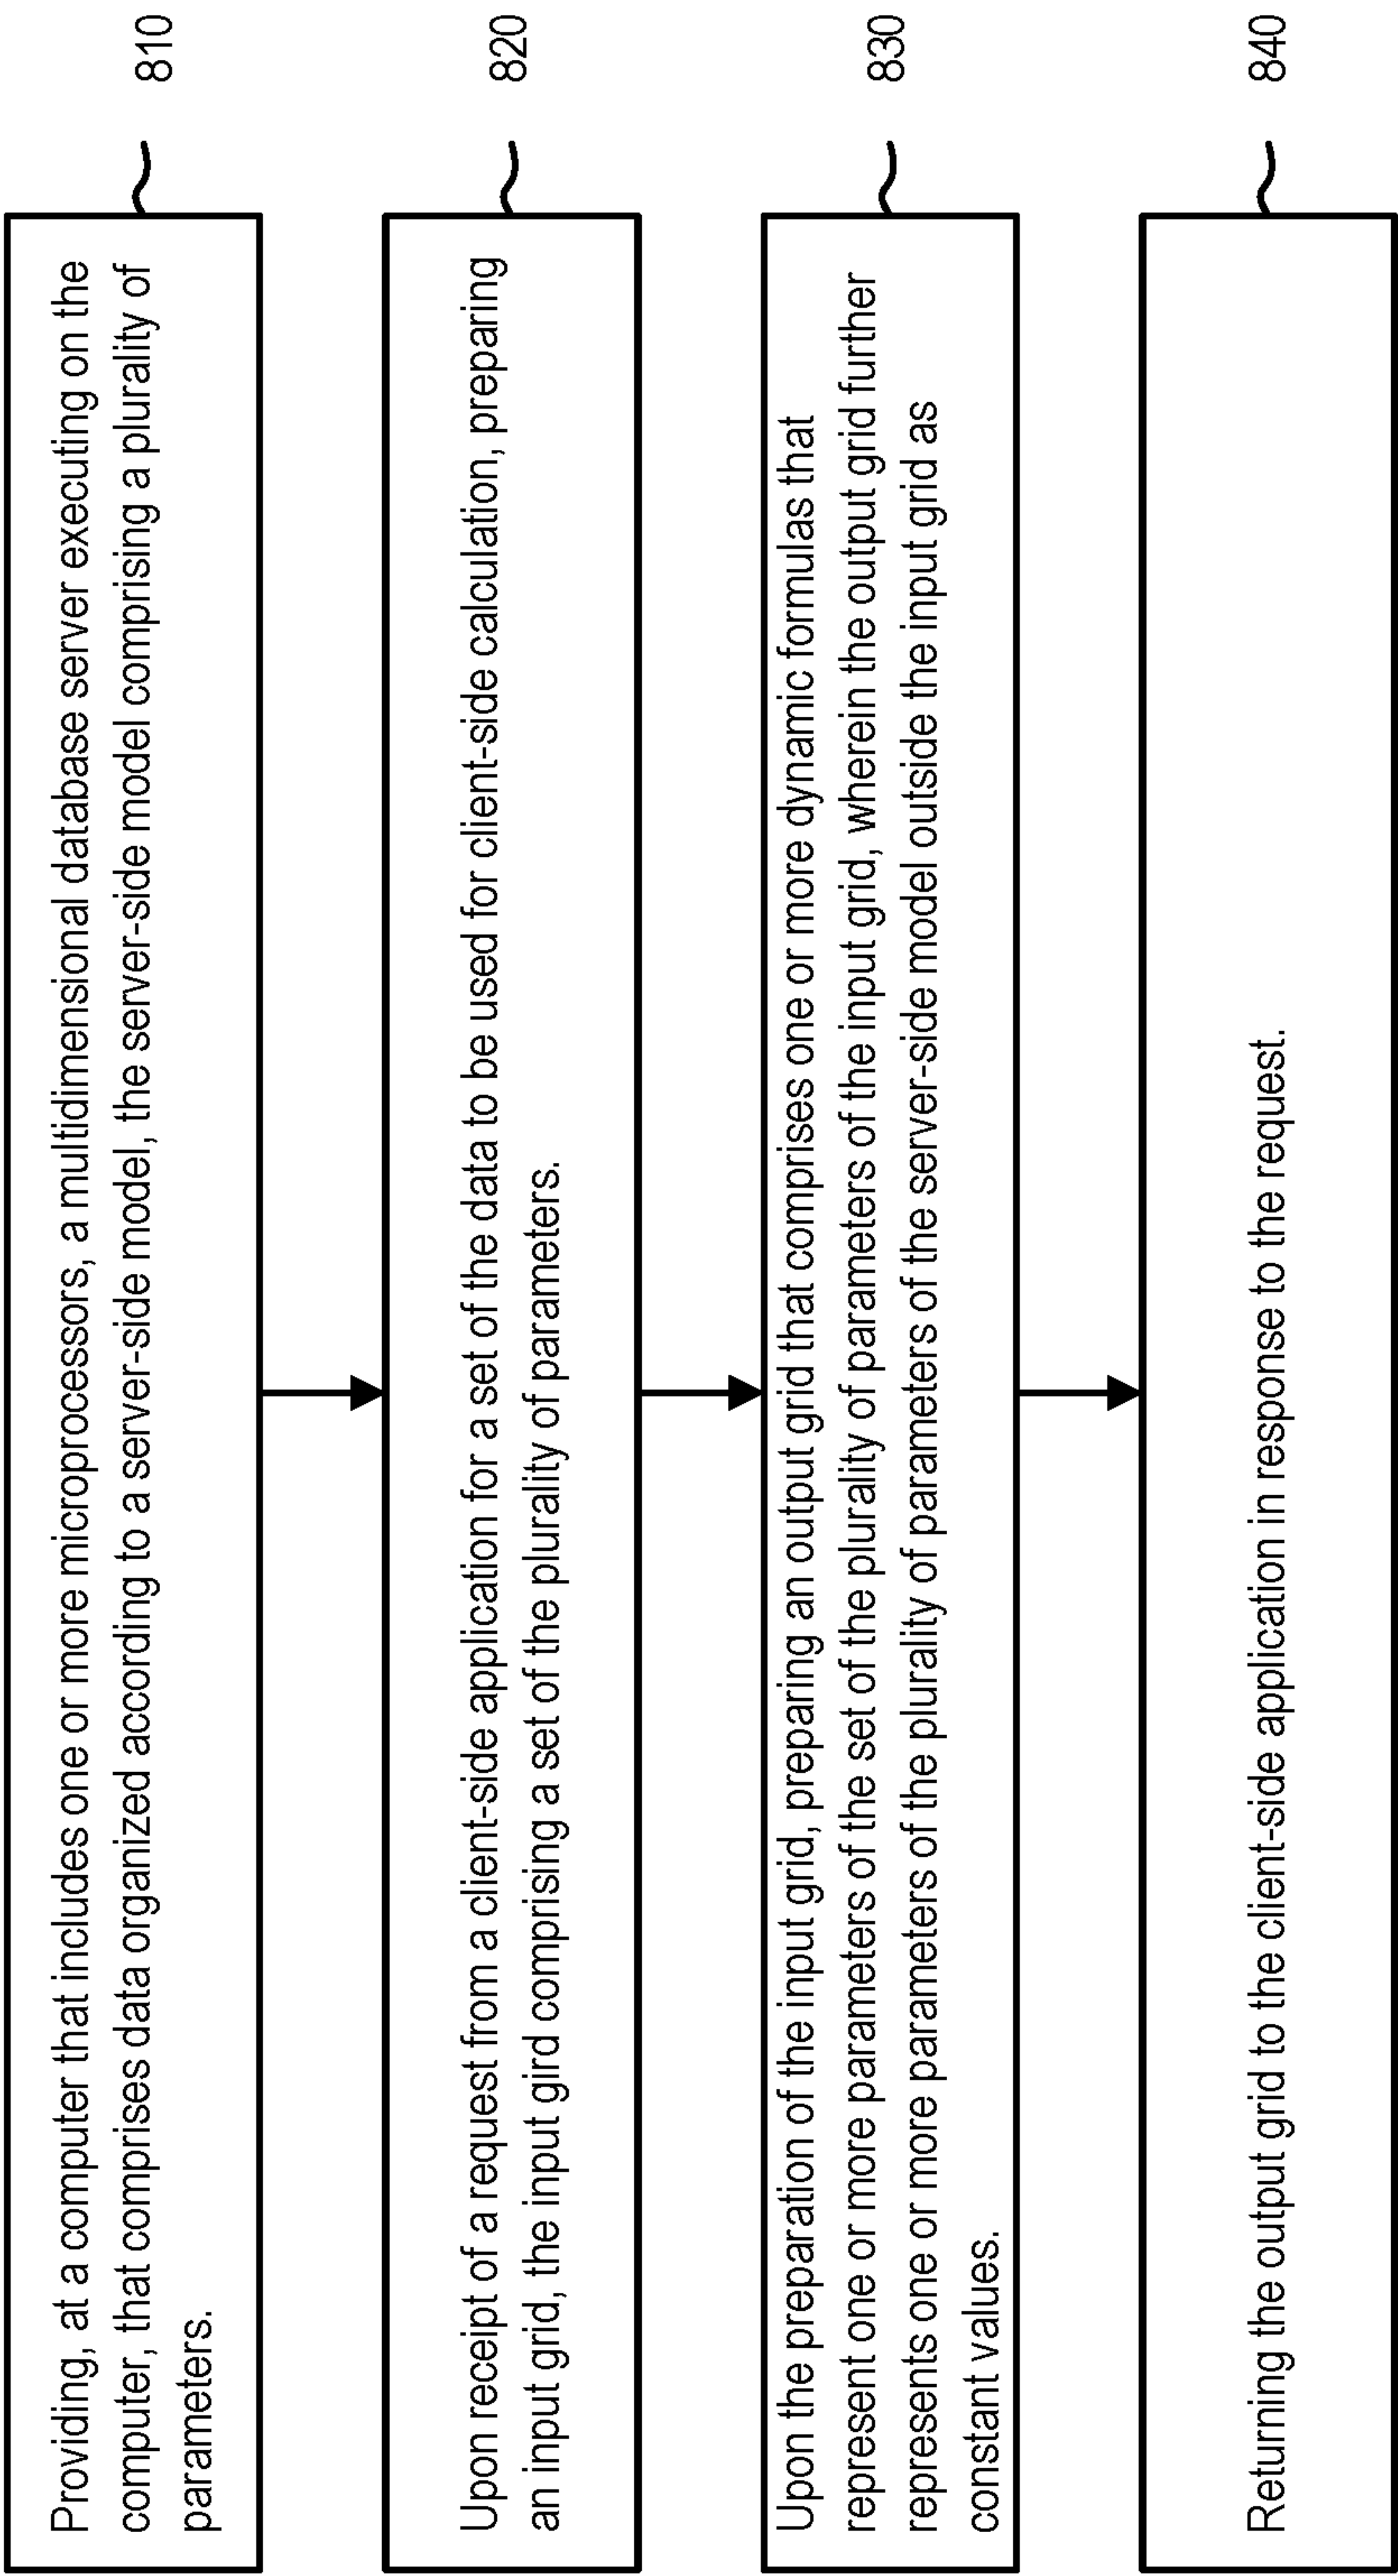 Providing, at a computer that includes one or more microprocessors, a multidimensional database server executing on the
computer, that comprises data organized according to a server-side model, the server-side model comprising a plurality of
parameters.
810
Upon receipt of a request from a client-side application for a set of the data to be used for client-side calculation, preparing
an input grid, the input gird comprising a set of the plurality of parameters.
820
Upon the preparation of the input grid, preparing an output grid that comprises one or more dynamic formulas that
represent one or more parameters of the set of the plurality of parameters of the input grid, wherein the output grid further
represents one or more parameters of the plurality of parameters of the server-side model outside the input grid as
constant values.
830
Returning the output grid to the client-side application in response to the request.
840